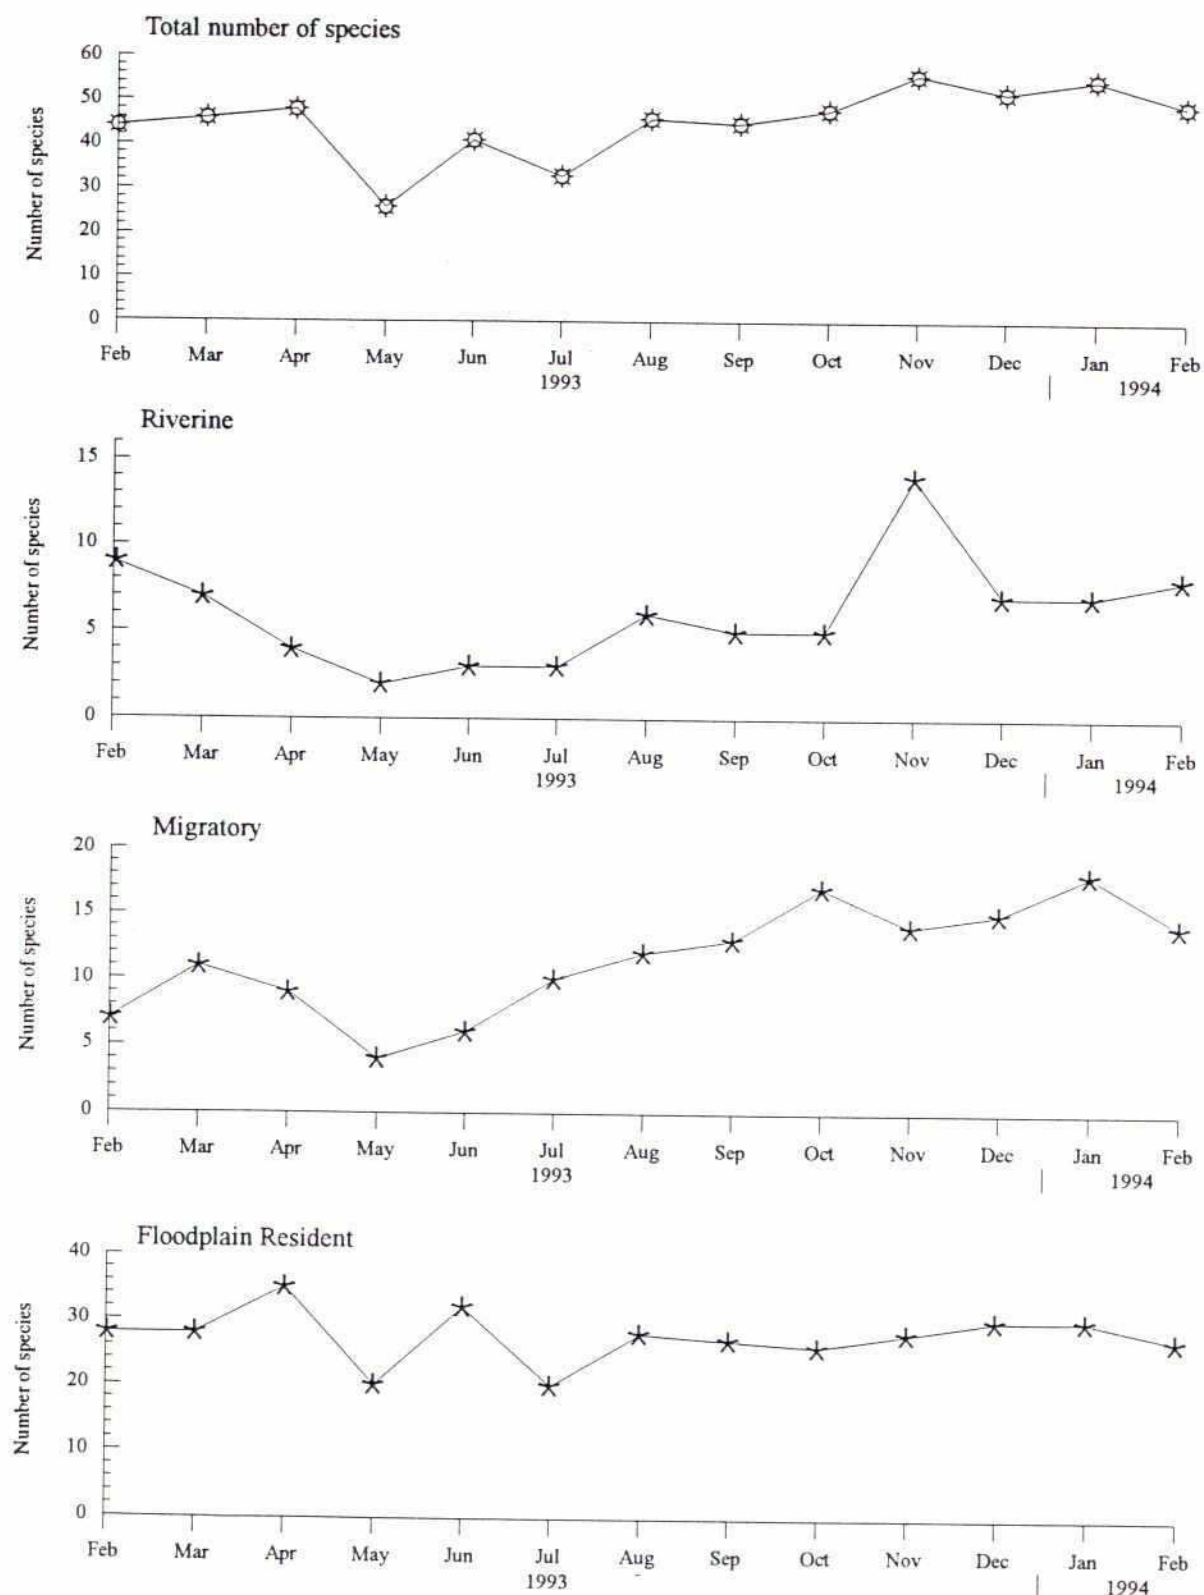 Total number of species
60
50
40
30
20
10
0
Number of species
Feb Mar Apr May Jun Jul Aug Sep Oct Nov Dec Jan Feb
1993 1994
Riverine
15
10
5
0
Number of species
Feb Mar Apr May Jun Jul Aug Sep Oct Nov Dec Jan Feb
1993 1994
Migratory
20
15
10
5
0
Number of species
Feb Mar Apr May Jun Jul Aug Sep Oct Nov Dec Jan Feb
1993 1994
Floodplain Resident
40
30
20
10
0
Number of species
Feb Mar Apr May Jun Jul Aug Sep Oct Nov Dec Jan Feb
1993 1994